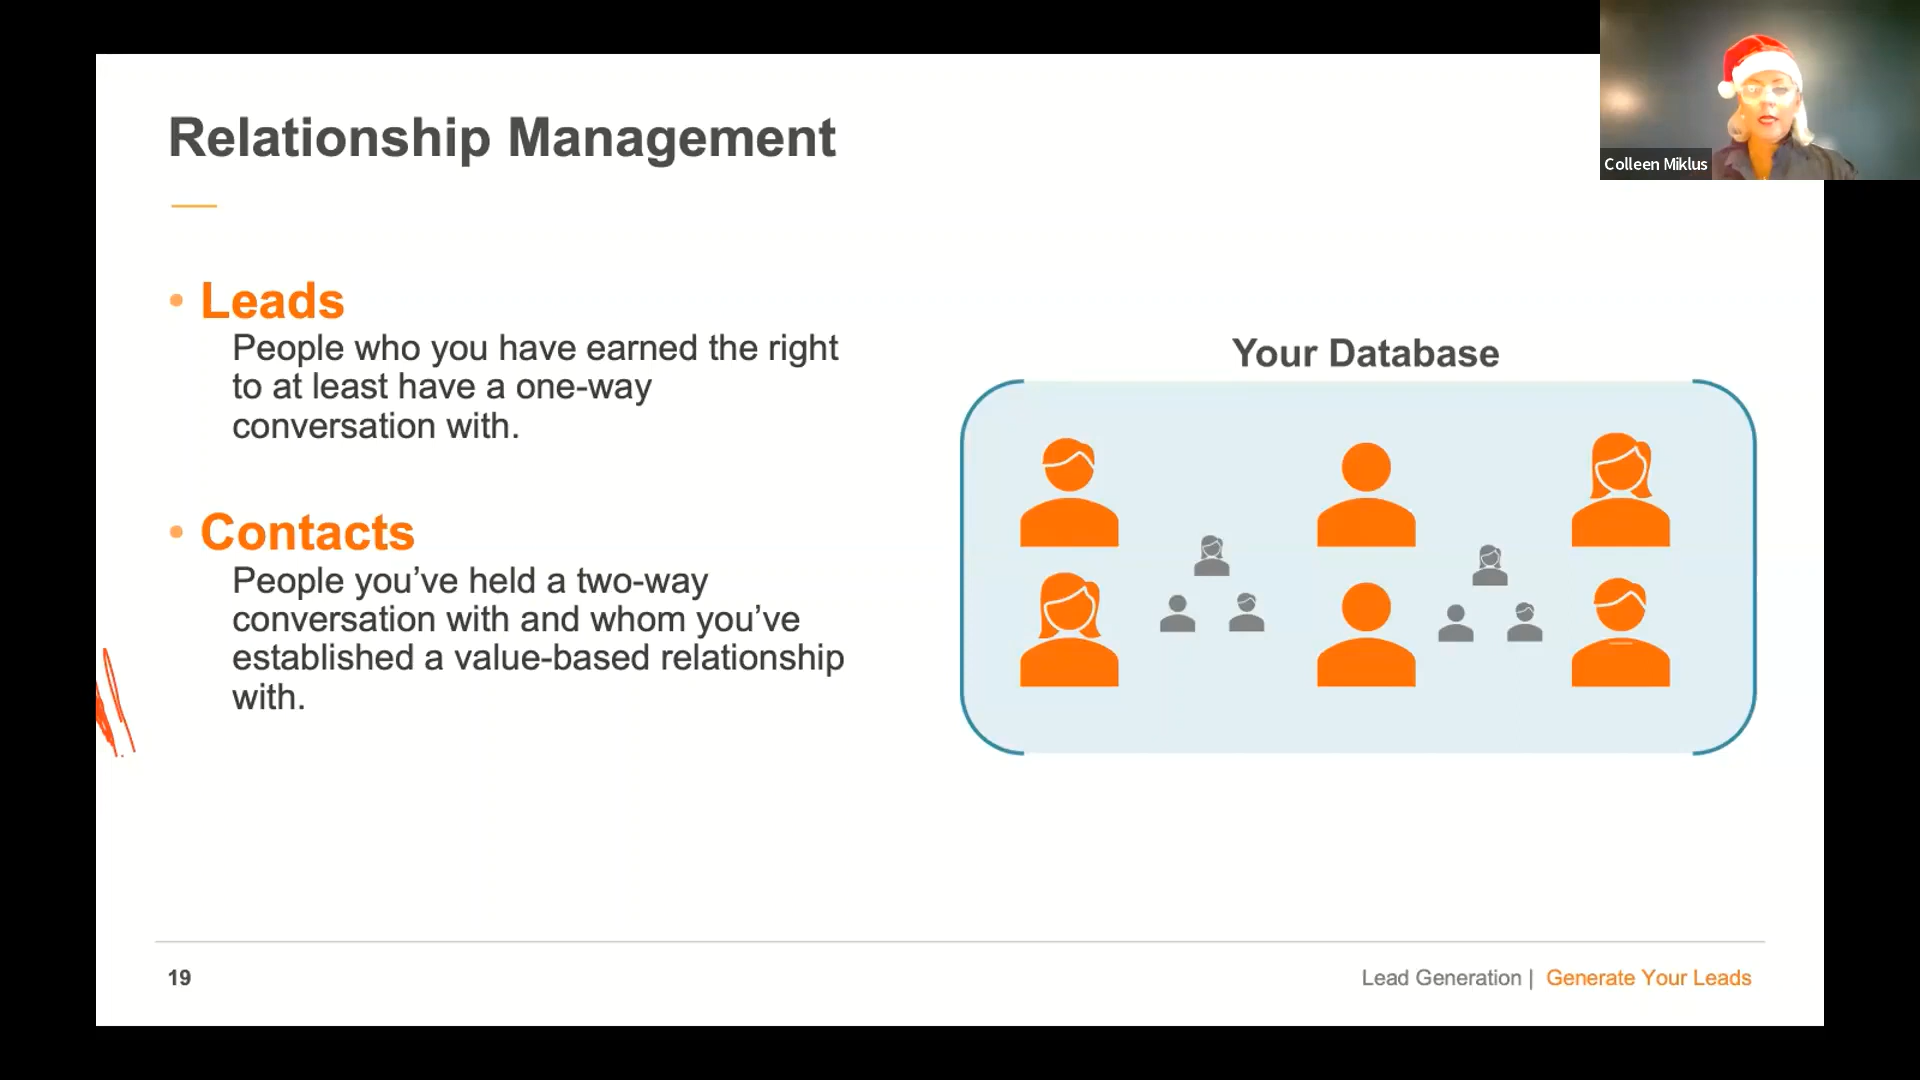 Colleen Miklus
Relationship Management
• Leads
People who you have earned the right
to at least have a one-way
conversation with.
• Contacts
People you’ve held a two-way
conversation with and whom you’ve
established a value-based relationship
with.
Your Database
19
Lead Generation | Generate Your Leads